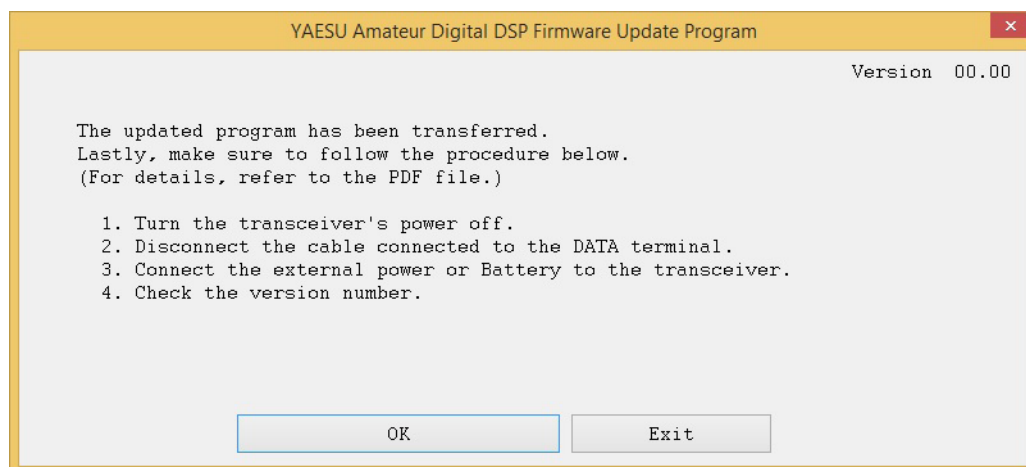 YAESU Amateur Digital DSP Firmware Update Program
Version 00.00
The updated program has been transferred.
Lastly, make sure to follow the procedure below.
(For details, refer to the PDF file.)
1. Turn the transceiver's power off.
2. Disconnect the cable connected to the DATA terminal.
3. Connect the external power or Battery to the transceiver.
4. Check the version number.
OK Exit